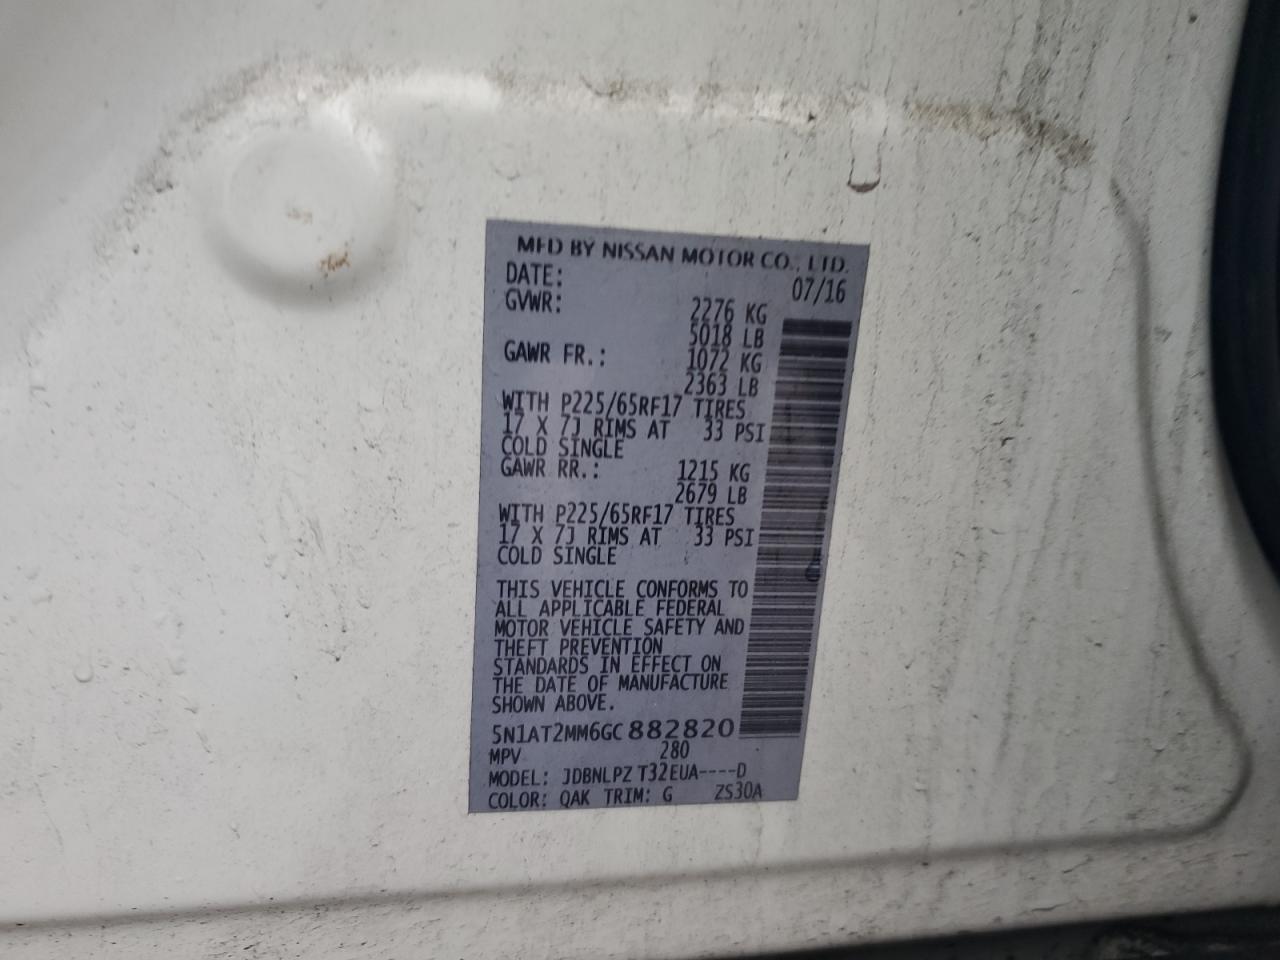 MFD BY NISSAN MOTOR CO., LTD.
DATE: 07/16
GVWR: 2276 KG
5018 LB
GAWR FR.: 1072 KG
2363 LB
WITH P225/65RF17 TIRES
17 X 7J RIMS AT 33 PSI
COLD SINGLE
GAWR RR.: 1215 KG
2679 LB
WITH P225/65RF17 TIRES
17 X 7J RIMS AT 33 PSI
COLD SINGLE
THIS VEHICLE CONFORMS TO
ALL APPLICABLE FEDERAL
MOTOR VEHICLE SAFETY AND
THEFT PREVENTION
STANDARDS IN EFFECT ON
THE DATE OF MANUFACTURE
SHOWN ABOVE.
5N1AT2MM6GC882820
MPV 280
MODEL: JDBNLPZ T32EUA----D
COLOR: QAK TRIM: G ZS30A